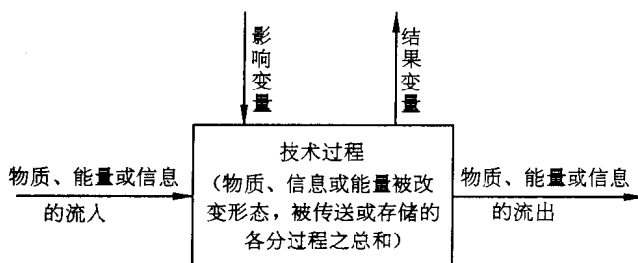 影响变量
结果变量
技术过程
(物质、信息或能量被改
变形态,被传送或存储的
各分过程之总和)
物质、能量或信息
的流入
物质、能量或信息
的流出